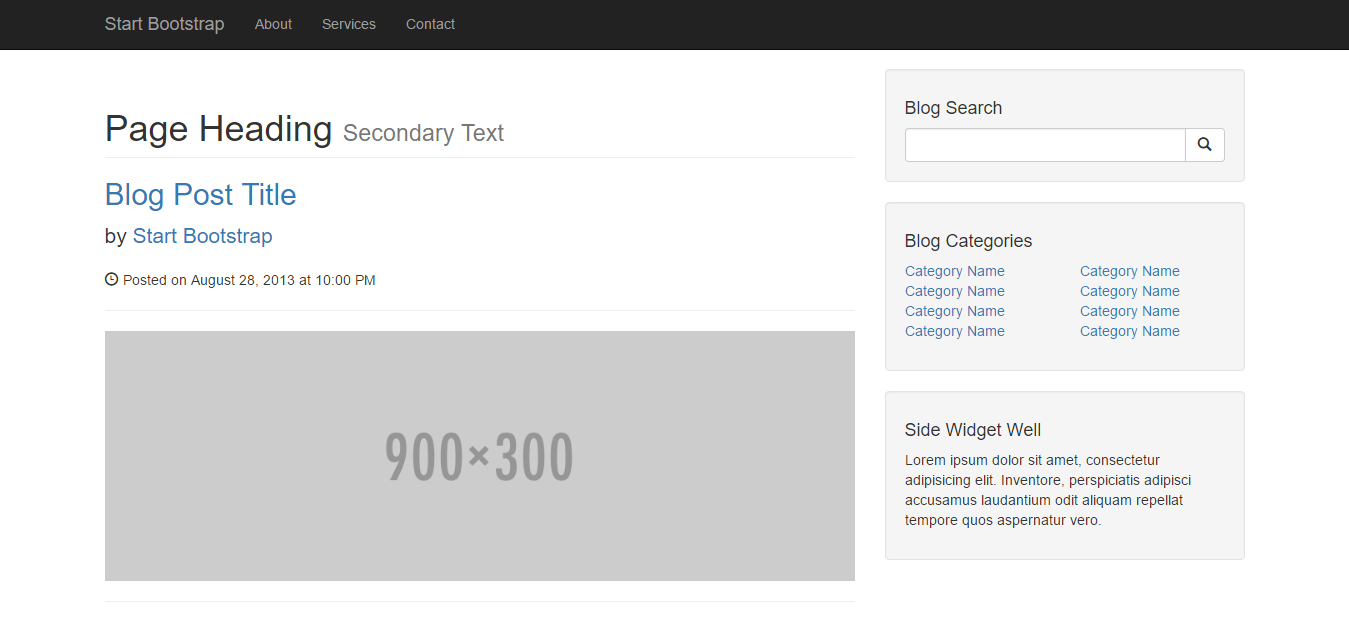 Start Bootstrap About Services Contact
Page Heading Secondary Text
Blog Post Title
by Start Bootstrap
Posted on August 28, 2013 at 10:00 PM
900×300
Blog Search
Blog Categories
Category Name Category Name
Category Name Category Name
Category Name Category Name
Category Name Category Name
Side Widget Well
Lorem ipsum dolor sit amet, consectetur
adipisicing elit. Inventore, perspiciatis adipisci
accusamus laudantium odit aliquam repellat
tempore quos aspernatur vero.